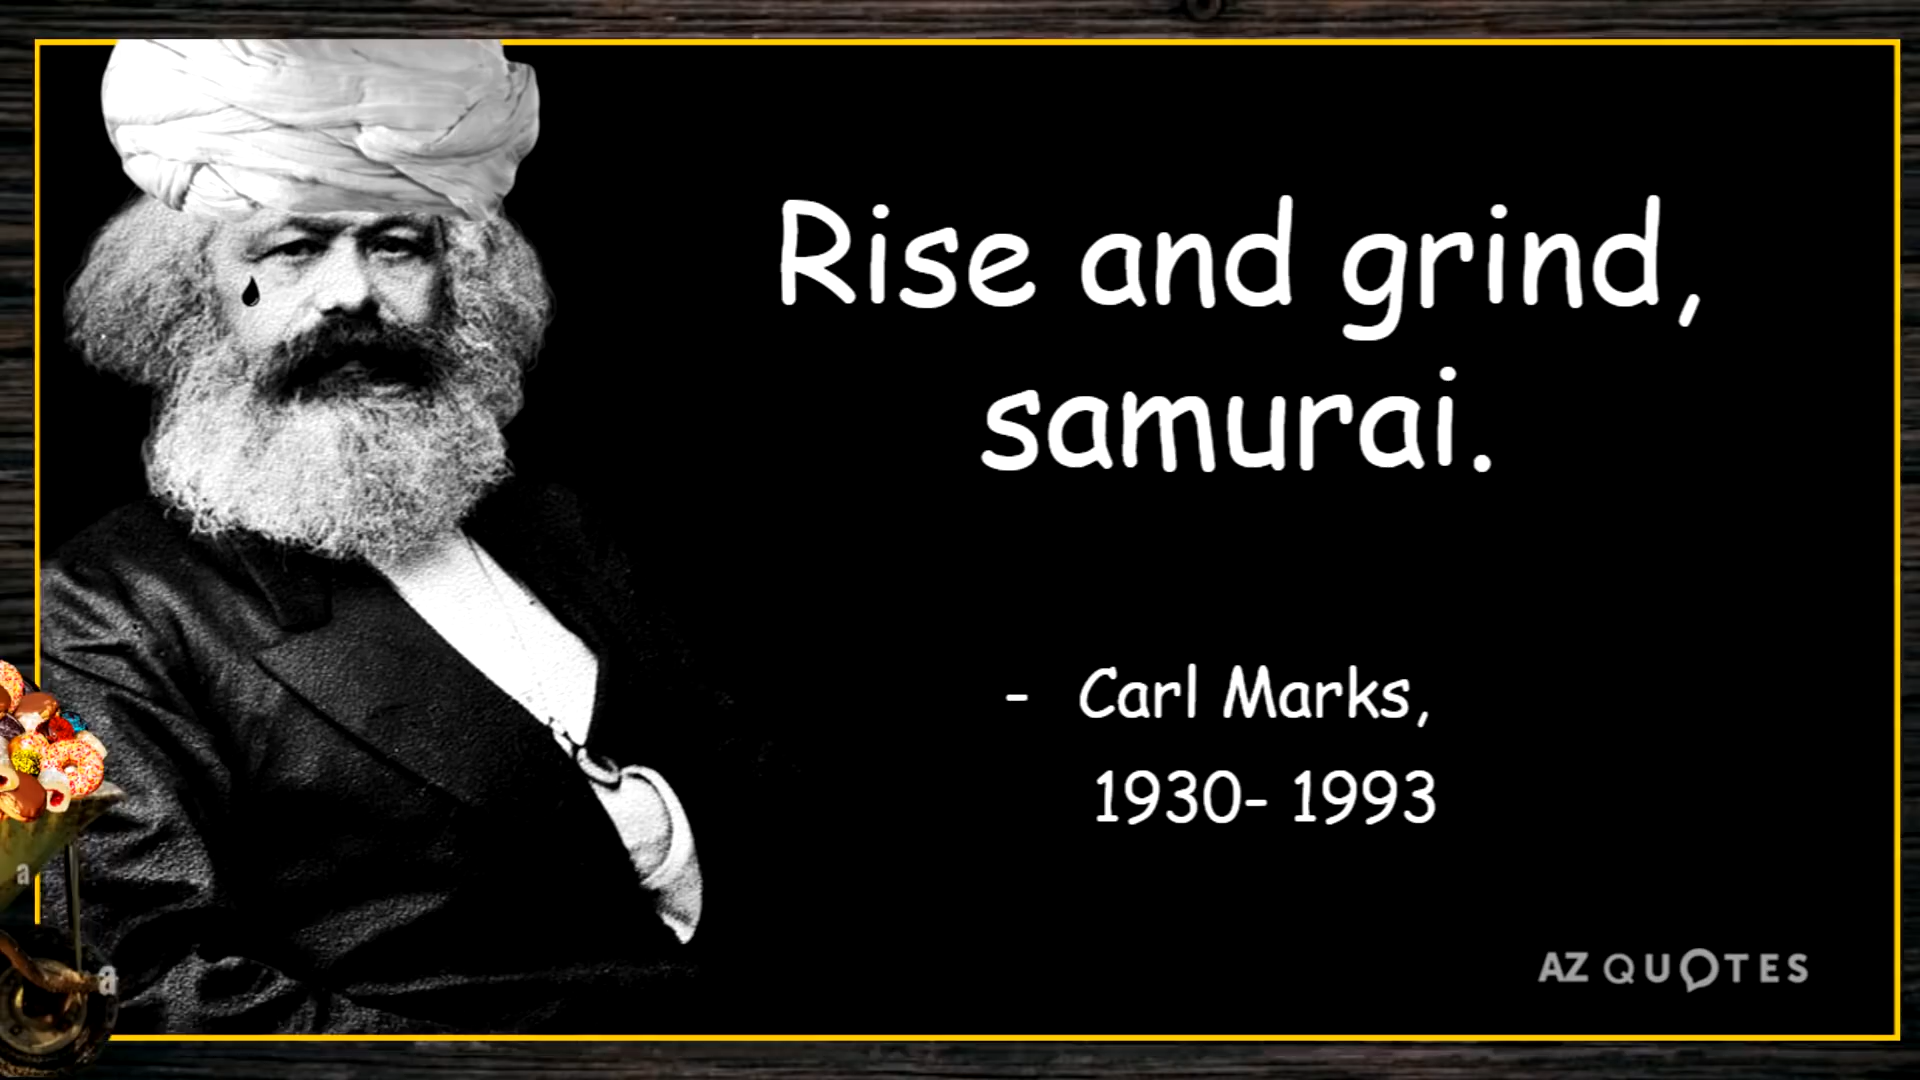 Rise and grind,
samurai.
- Carl Marks,
1930- 1993
AZ QUOTES
a
a